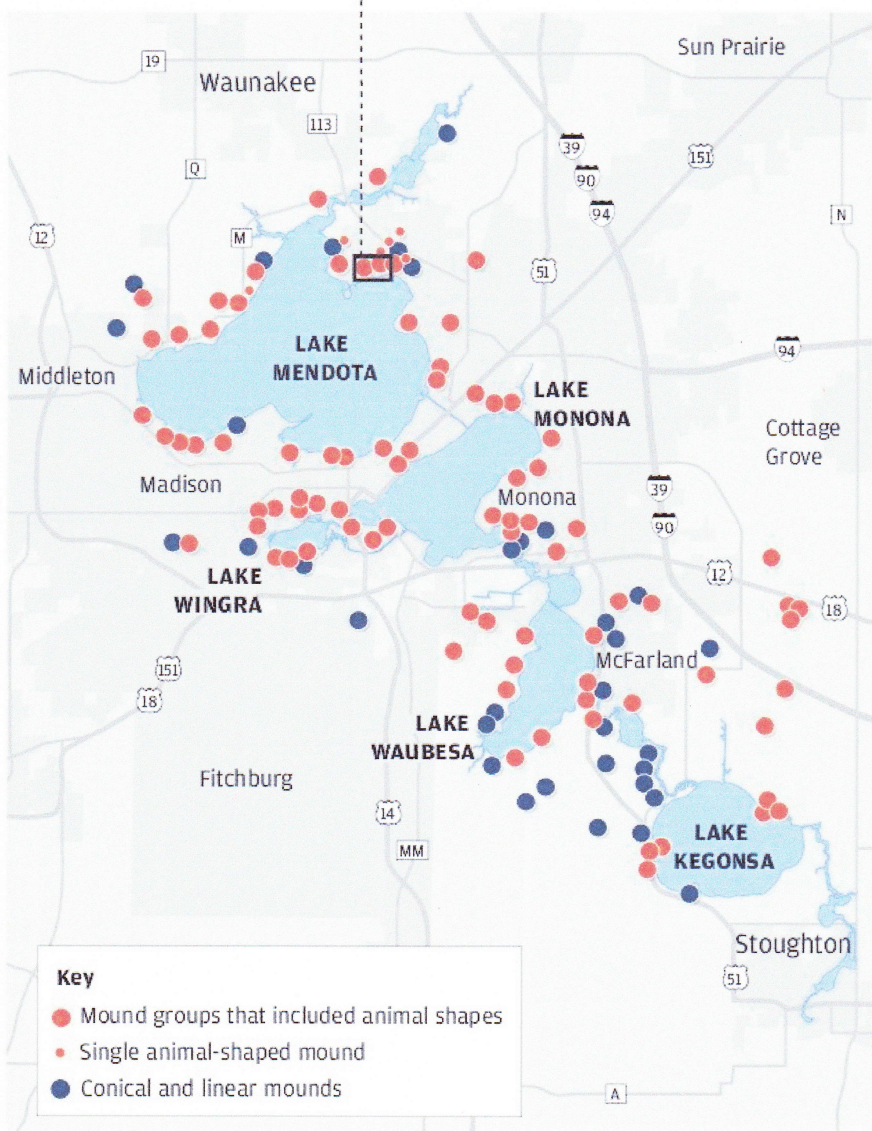 Sun Prairie
19
Waunakee
113
39
90
94
151
Q
N
12
M
51
LAKE
MENDOTA
94
Middleton
LAKE
MONONA
Cottage
Grove
Madison
Monona
39
90
LAKE
WINGRA
12
18
McFarland
151
18
LAKE
WAUBESA
Fitchburg
14
MM
LAKE
KEGONSA
Stoughton
51
Key
Mound groups that included animal shapes
Single animal-shaped mound
Conical and linear mounds
A